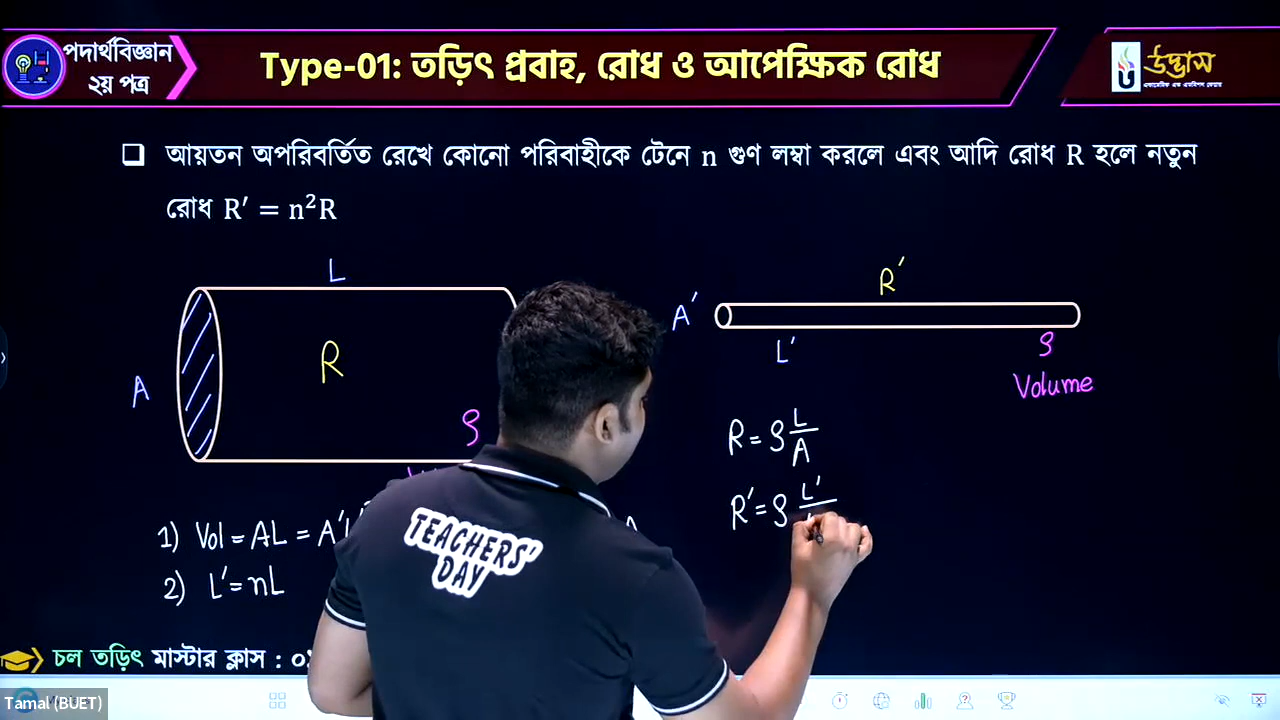 পদার্থবিজ্ঞান
২য় পত্র
Type-01: তড়িৎ প্রবাহ, রোধ ও আপেক্ষিক রোধ
উদ্ভাস
❑ আয়তন অপরিবর্তিত রেখে কোনো পরিবাহীকে টেনে n গুণ লম্বা করলে এবং আদি রোধ R হলে নতুন
রোধ R′ = n²R
L
R
A
ρ
R′
A′
L′
ρ
Volume
R = ρ L/A
R′ = ρ L′/
1) Vol = AL = A′L
2) L′ = nL
চল তড়িৎ মাস্টার ক্লাস : ০
TEACHERS'
DAY
Tamal (BUET)